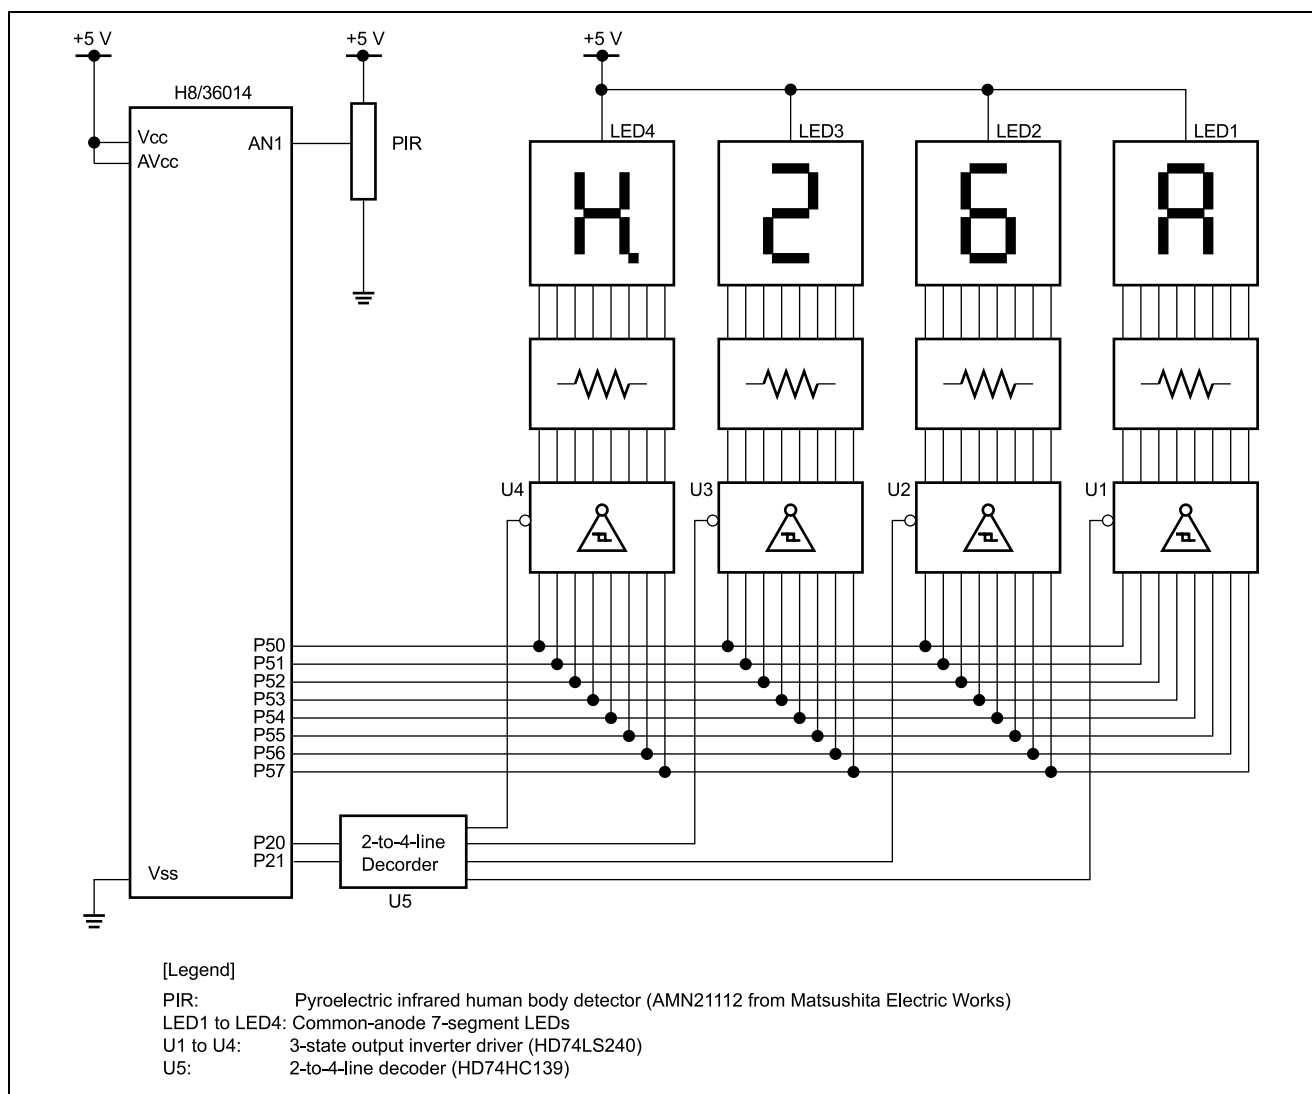 +5 V +5 V +5 V
H8/36014
Vcc AN1 PIR
AVcc
LED4 LED3 LED2 LED1
H. 2 6 A
U4 U3 U2 U1
P50
P51
P52
P53
P54
P55
P56
P57
P20 2-to-4-line
P21 Decorder
Vss
U5
[Legend]
PIR: Pyroelectric infrared human body detector (AMN21112 from Matsushita Electric Works)
LED1 to LED4: Common-anode 7-segment LEDs
U1 to U4: 3-state output inverter driver (HD74LS240)
U5: 2-to-4-line decoder (HD74HC139)